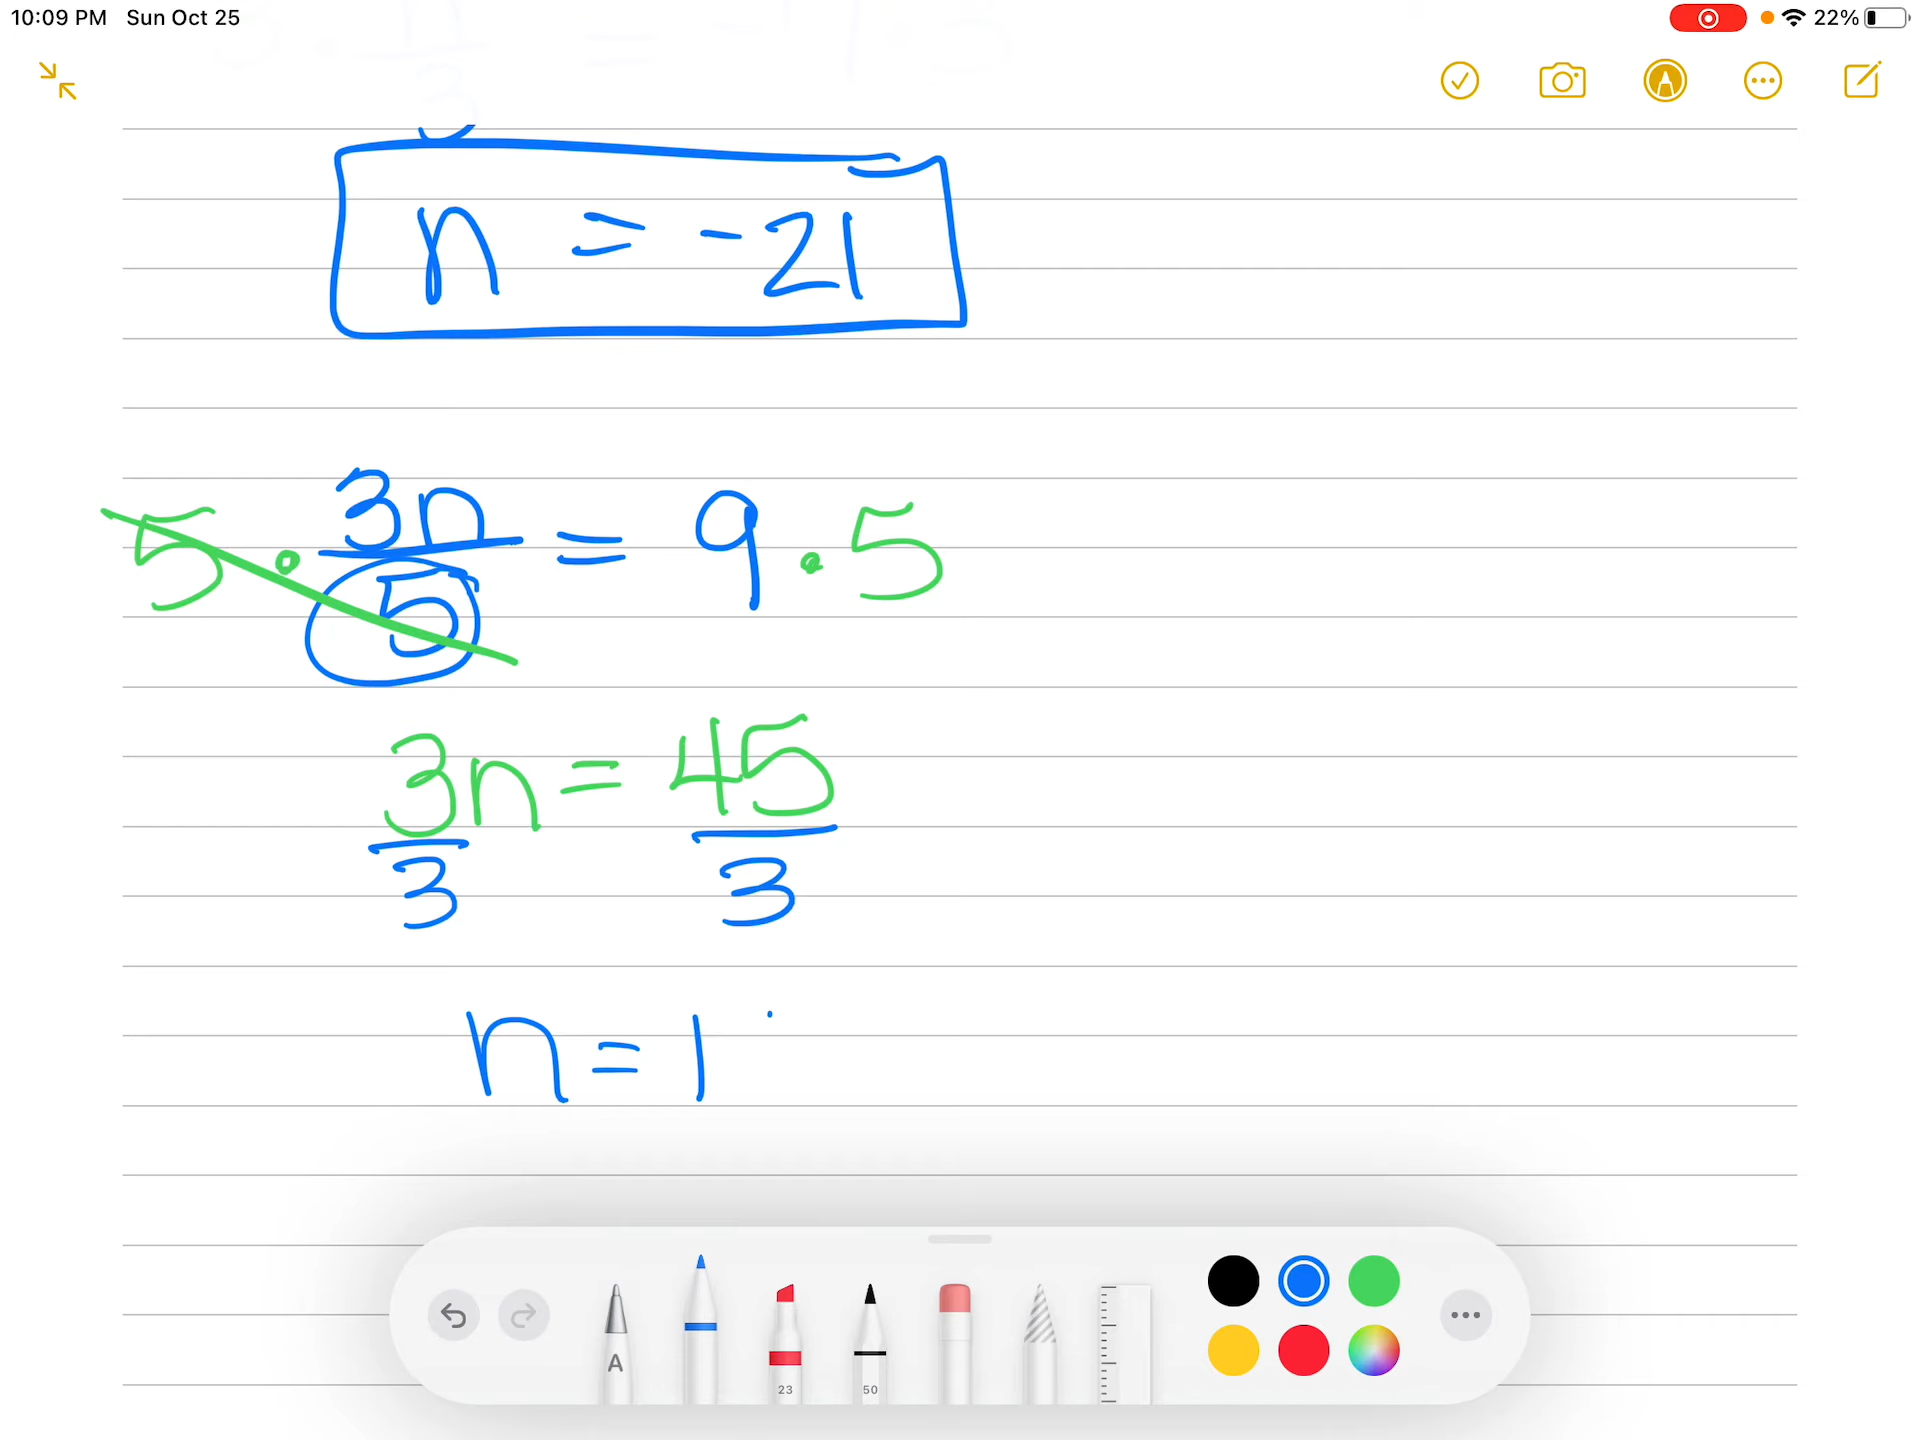 10:09 PM Sun Oct 25 22%
n = -21
5 · 3n/5 = 9 · 5
3n = 45
3 3
n = 1
A 23 50